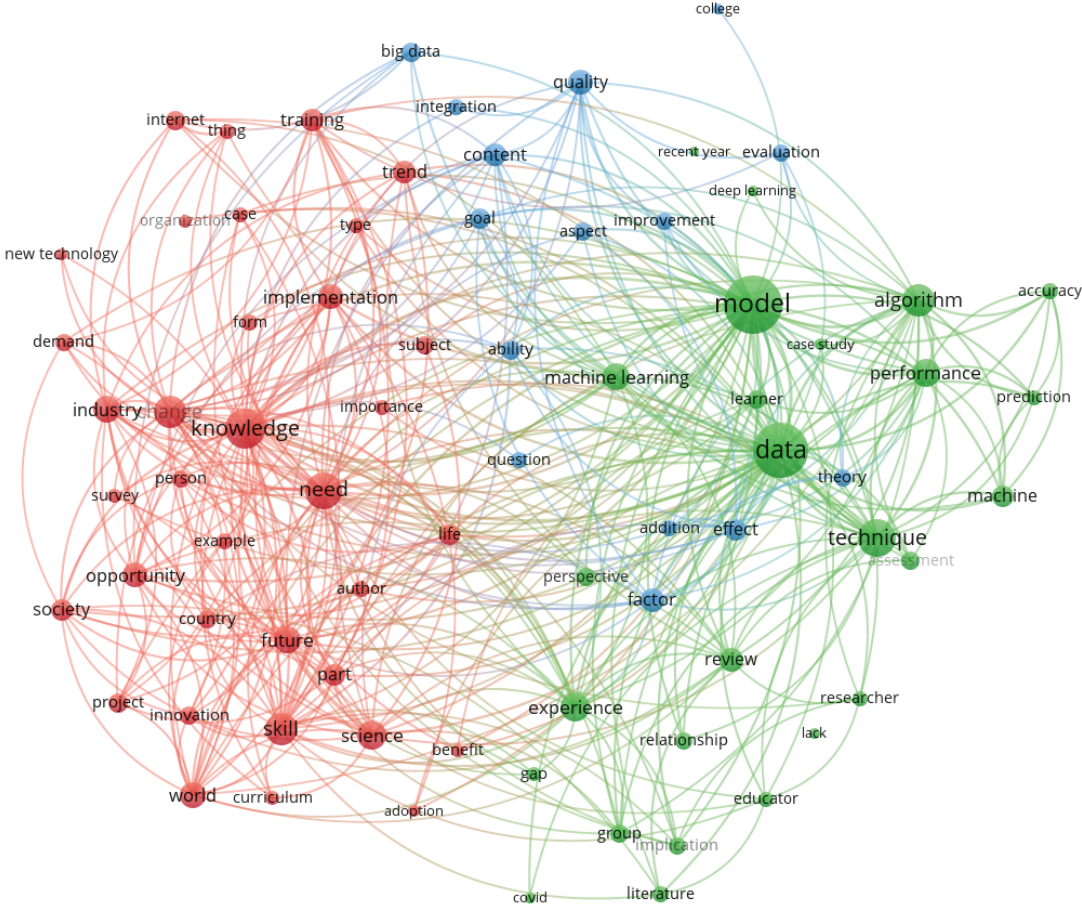 college
big data
quality
integration
internet
thing
training
content
recent year
evaluation
trend
deep learning
organization
case
type
goal
aspect
improvement
new technology
implementation
form
model
algorithm
accuracy
demand
subject
ability
case study
machine learning
performance
industry
change
importance
learner
prediction
knowledge
data
question
person
survey
need
theory
machine
example
life
addition
effect
technique
assessment
opportunity
author
perspective
society
country
factor
future
part
review
project
innovation
experience
researcher
skill
science
benefit
relationship
lack
gap
world
curriculum
adoption
educator
group
implication
covid
literature